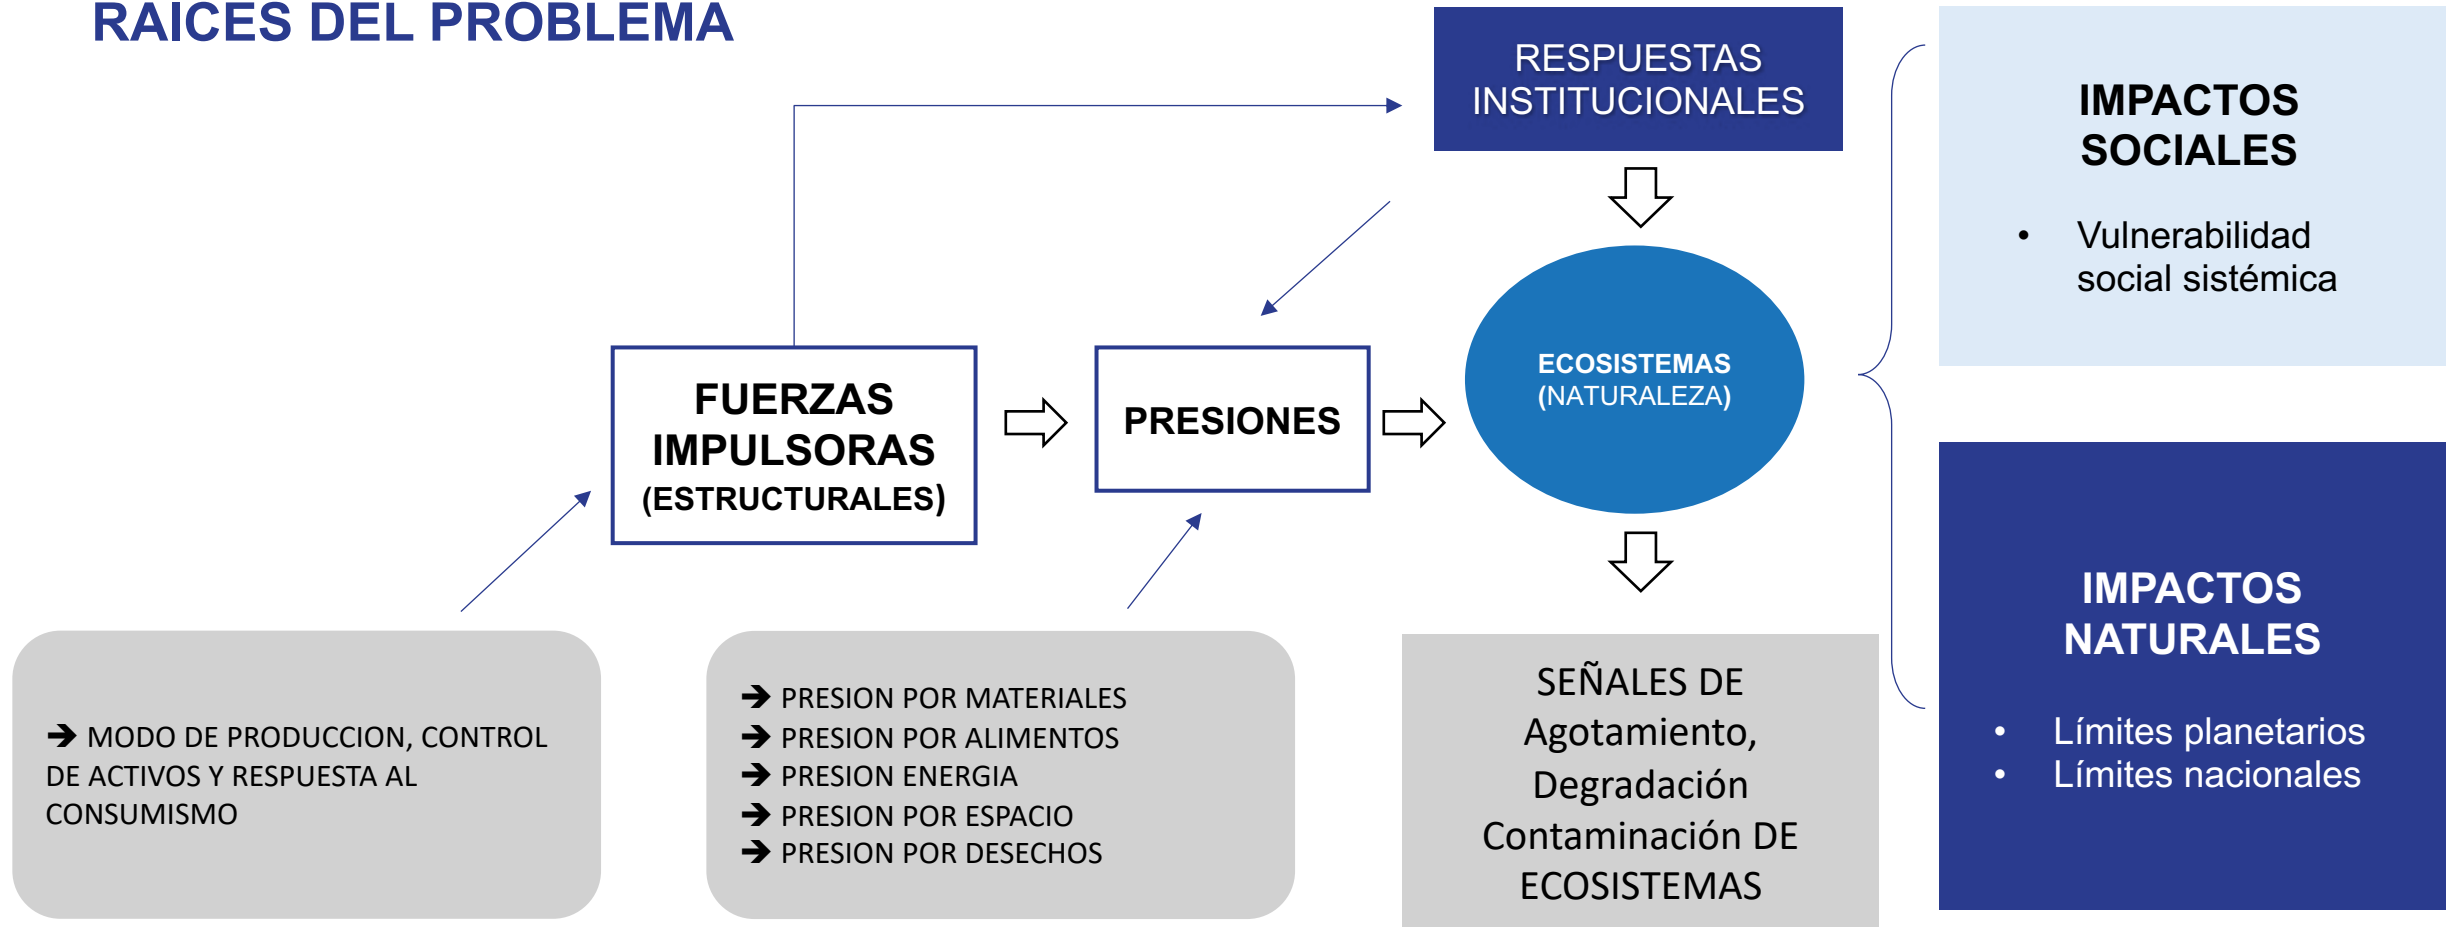 RAÍCES DEL PROBLEMA
RESPUESTAS
INSTITUCIONALES
IMPACTOS
SOCIALES
• Vulnerabilidad
social sistémica
FUERZAS
IMPULSORAS
(ESTRUCTURALES)
PRESIONES
ECOSISTEMAS
(NATURALEZA)
➔ MODO DE PRODUCCION, CONTROL
DE ACTIVOS Y RESPUESTA AL
CONSUMISMO
➔ PRESION POR MATERIALES
➔ PRESION POR ALIMENTOS
➔ PRESION ENERGIA
➔ PRESION POR ESPACIO
➔ PRESION POR DESECHOS
SEÑALES DE
Agotamiento,
Degradación
Contaminación DE
ECOSISTEMAS
IMPACTOS
NATURALES
• Límites planetarios
• Límites nacionales